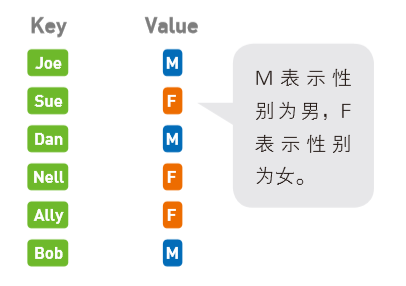 Key Value
Joe M
Sue F
Dan M
Nell F
Ally F
Bob M
M 表示性
别为男，F
表示性别
为女。